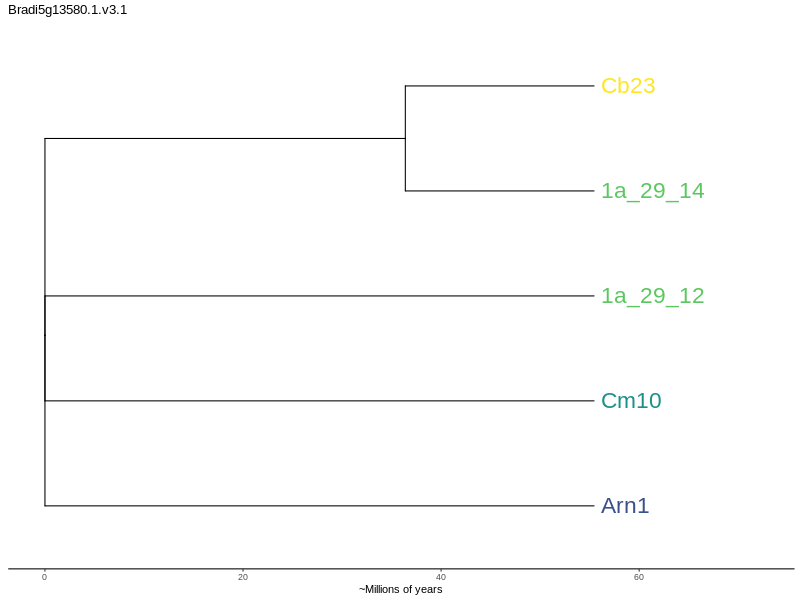 Bradi5g13580.1.v3.1
Cb23
1a_29_14
1a_29_12
Cm10
Arn1
0 20 40 60
~Millions of years